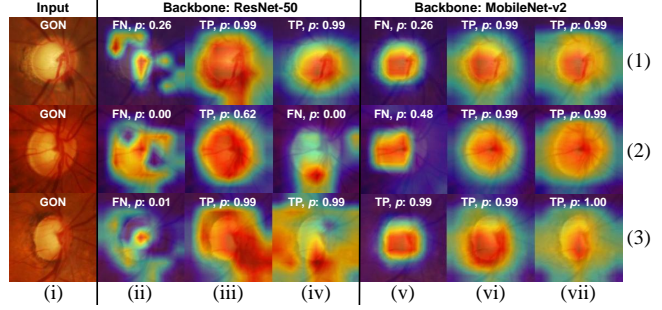 Input Backbone: ResNet-50 Backbone: MobileNet-v2
GON FN, p: 0.26 TP, p: 0.99 TP, p: 0.99 FN, p: 0.26 TP, p: 0.99 TP, p: 0.99 (1)
GON FN, p: 0.00 TP, p: 0.62 FN, p: 0.00 FN, p: 0.48 TP, p: 0.99 TP, p: 0.99 (2)
GON FN, p: 0.01 TP, p: 0.99 TP, p: 0.99 TP, p: 0.99 TP, p: 0.99 TP, p: 1.00 (3)
(i) (ii) (iii) (iv) (v) (vi) (vii)